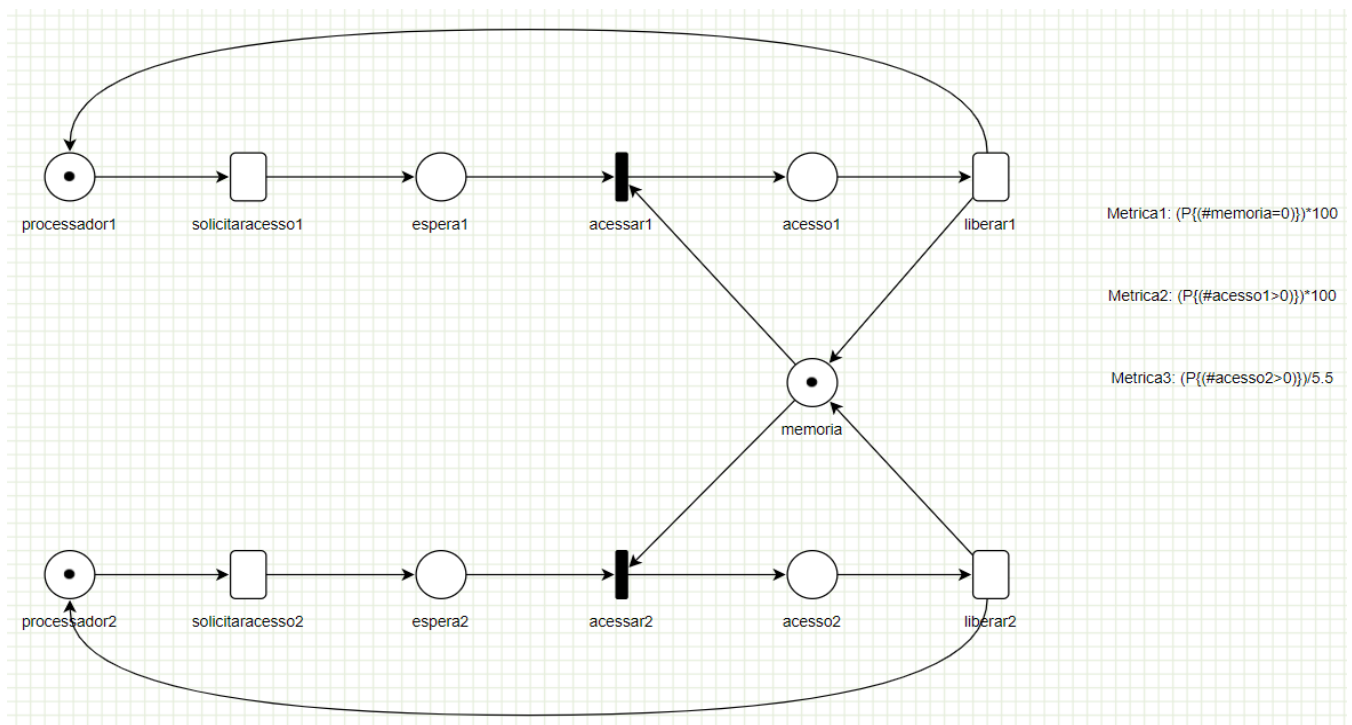 processador1
solicitaracesso1
espera1
acessar1
acesso1
liberar1
Metrica1: (P{(#memoria=0)})*100
Metrica2: (P{(#acesso1>0)})*100
Metrica3: (P{(#acesso2>0)})/5.5
memoria
processador2
solicitaracesso2
espera2
acessar2
acesso2
liberar2